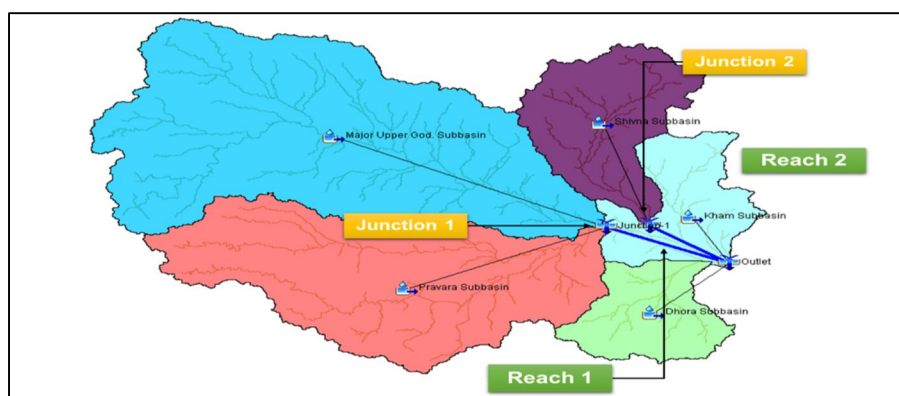 Junction 2
Shivna Subbasin
Major Upper God. Subbasin
Reach 2
Kham Subbasin
Junction 1
Junction-1
Outlet
Pravara Subbasin
Dhora Subbasin
Reach 1